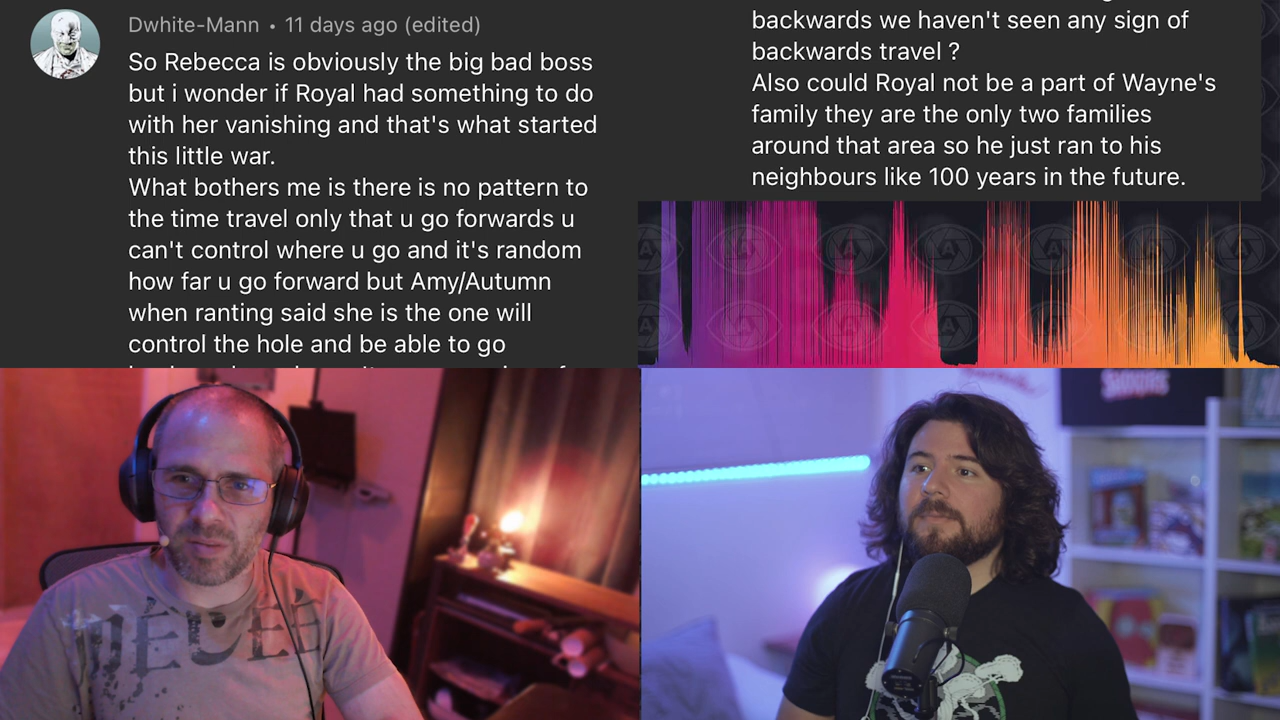 Dwhite-Mann • 11 days ago (edited)
So Rebecca is obviously the big bad boss
but i wonder if Royal had something to do
with her vanishing and that's what started
this little war.
What bothers me is there is no pattern to
the time travel only that u go forwards u
can't control where u go and it's random
how far u go forward but Amy/Autumn
when ranting said she is the one will
control the hole and be able to go
backwards we haven't seen any sign of
backwards travel ?
Also could Royal not be a part of Wayne's
family they are the only two families
around that area so he just ran to his
neighbours like 100 years in the future.